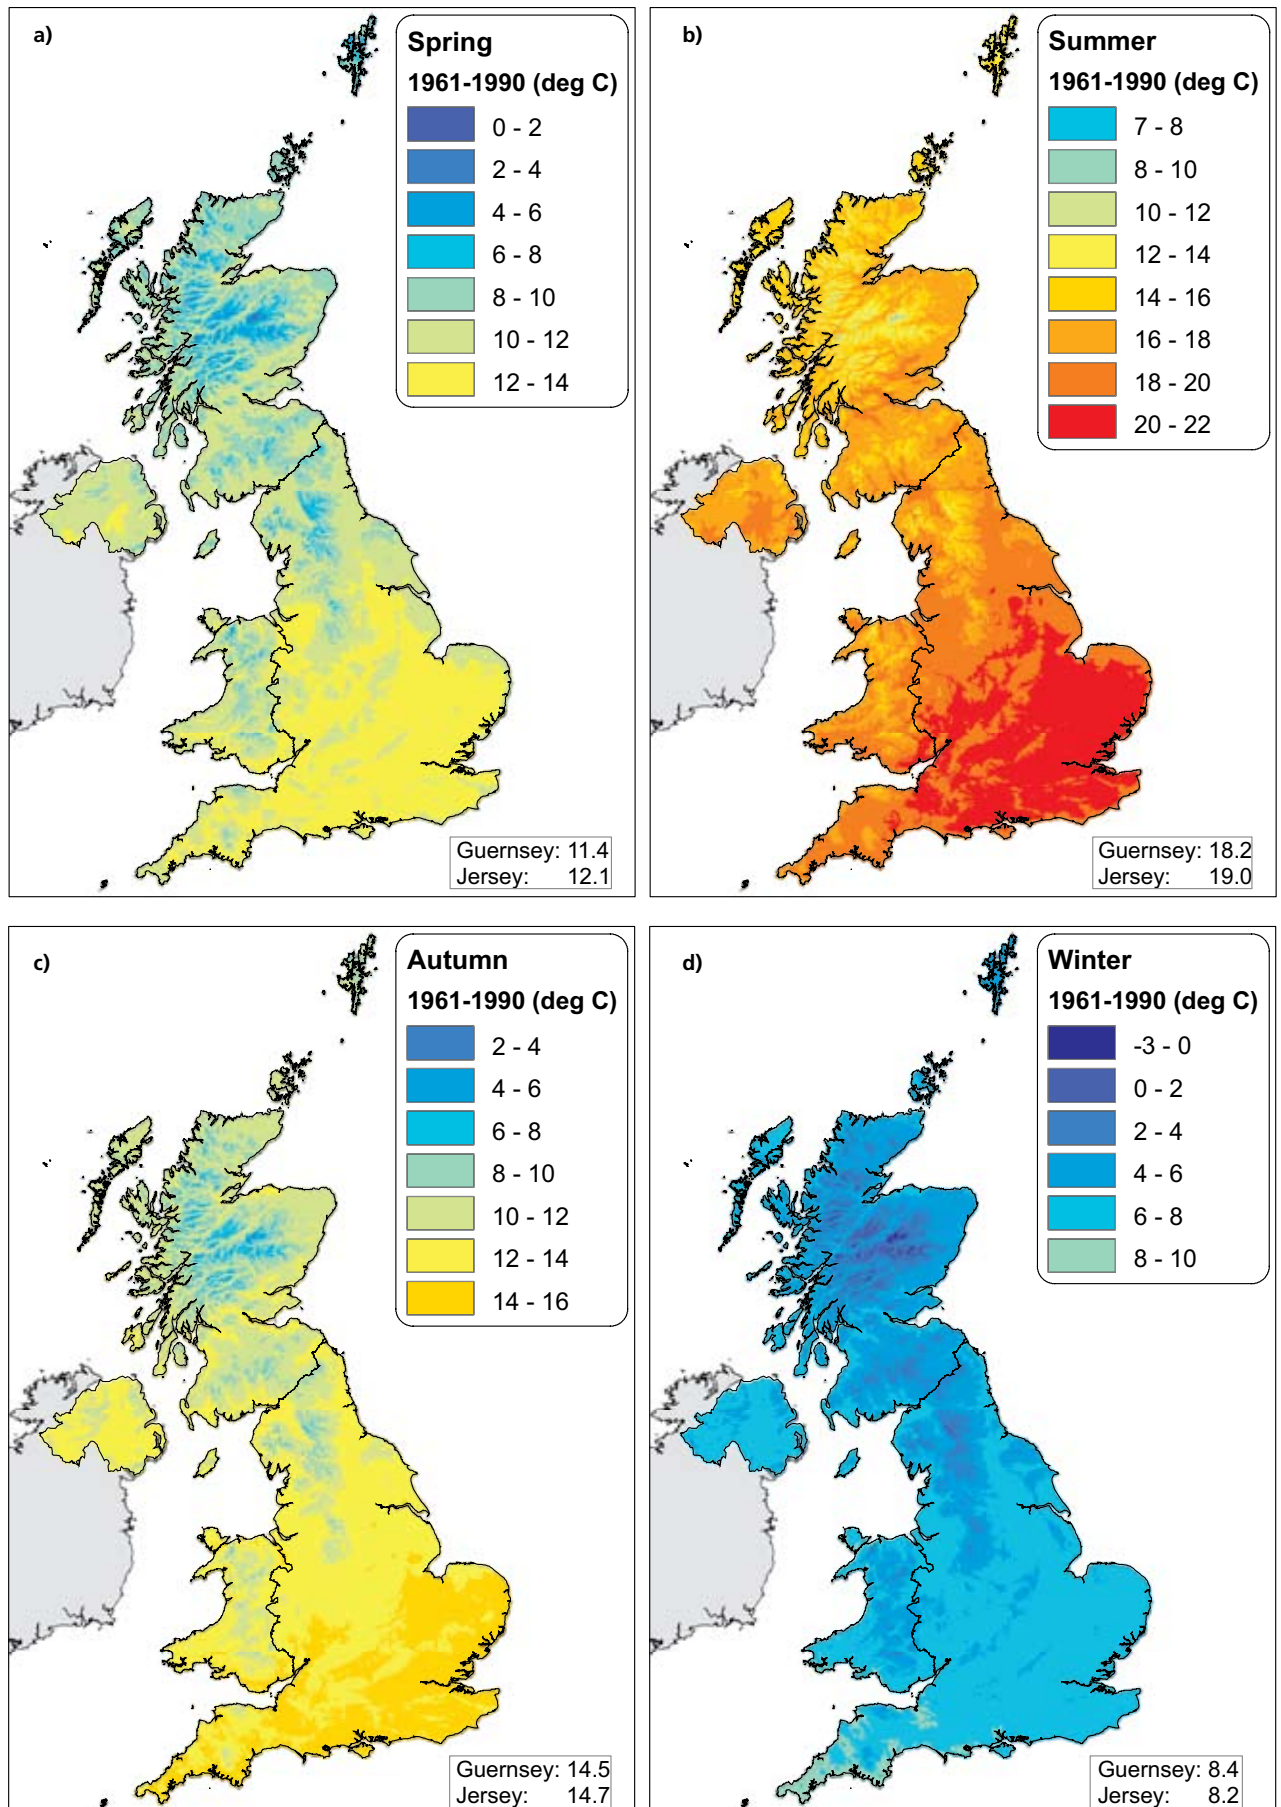 a)
Spring
1961-1990 (deg C)
0 - 2
2 - 4
4 - 6
6 - 8
8 - 10
10 - 12
12 - 14
Guernsey: 11.4
Jersey: 12.1
b)
Summer
1961-1990 (deg C)
7 - 8
8 - 10
10 - 12
12 - 14
14 - 16
16 - 18
18 - 20
20 - 22
Guernsey: 18.2
Jersey: 19.0
c)
Autumn
1961-1990 (deg C)
2 - 4
4 - 6
6 - 8
8 - 10
10 - 12
12 - 14
14 - 16
Guernsey: 14.5
Jersey: 14.7
d)
Winter
1961-1990 (deg C)
-3 - 0
0 - 2
2 - 4
4 - 6
6 - 8
8 - 10
Guernsey: 8.4
Jersey: 8.2